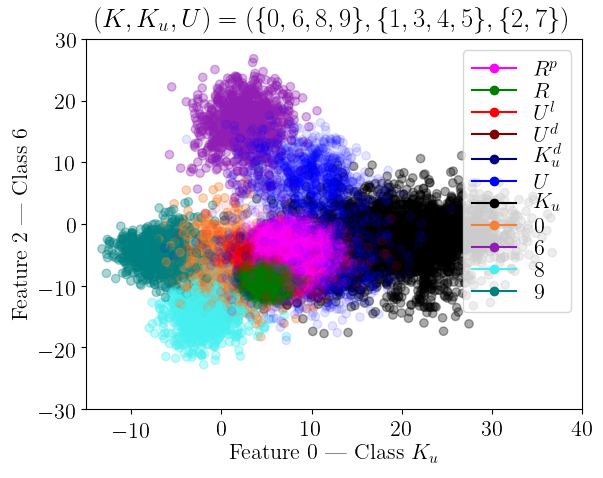 (K, K_u, U) = ({0, 6, 8, 9}, {1, 3, 4, 5}, {2, 7})
Feature 2 — Class 6
30
20
10
0
−10
−20
−30
R^p
R
U^l
U^d
K_u^d
U
K_u
0
6
8
9
−10
0
10
20
30
40
Feature 0 — Class K_u